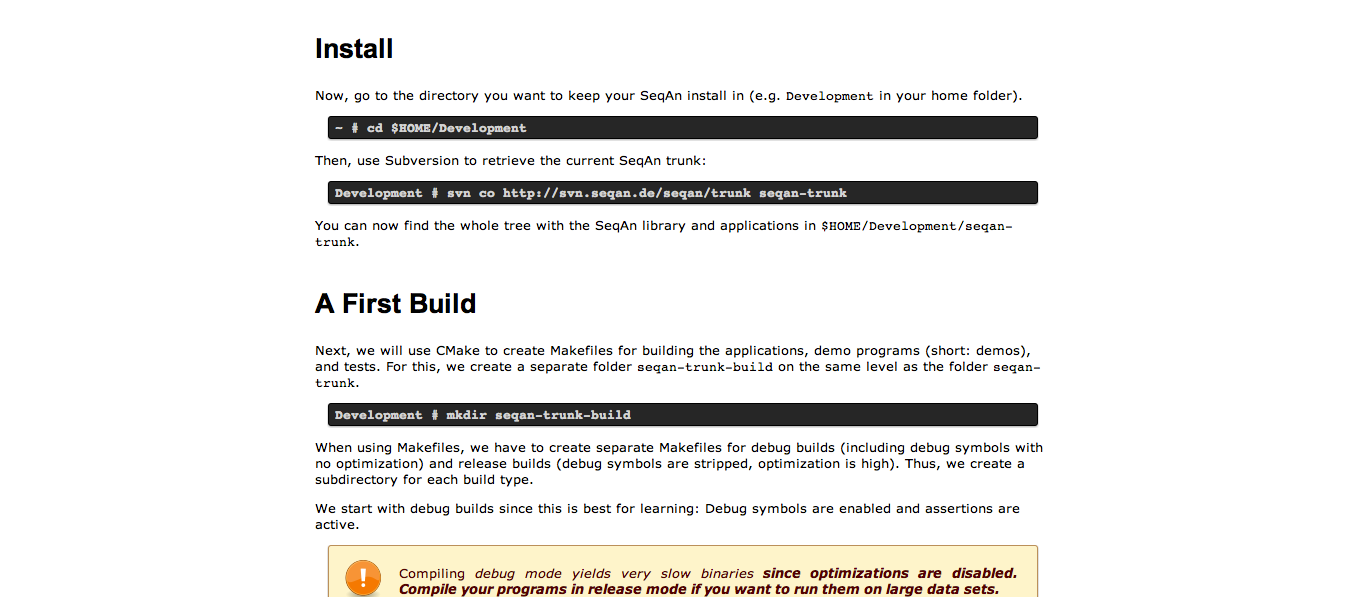 Install
Now, go to the directory you want to keep your SeqAn install in (e.g. Development in your home folder).
~ # cd $HOME/Development
Then, use Subversion to retrieve the current SeqAn trunk:
Development # svn co http://svn.seqan.de/seqan/trunk seqan-trunk
You can now find the whole tree with the SeqAn library and applications in $HOME/Development/seqan-
trunk.
A First Build
Next, we will use CMake to create Makefiles for building the applications, demo programs (short: demos),
and tests. For this, we create a separate folder seqan-trunk-build on the same level as the folder seqan-
trunk.
Development # mkdir seqan-trunk-build
When using Makefiles, we have to create separate Makefiles for debug builds (including debug symbols with
no optimization) and release builds (debug symbols are stripped, optimization is high). Thus, we create a
subdirectory for each build type.
We start with debug builds since this is best for learning: Debug symbols are enabled and assertions are
active.
Compiling debug mode yields very slow binaries since optimizations are disabled.
Compile your programs in release mode if you want to run them on large data sets.